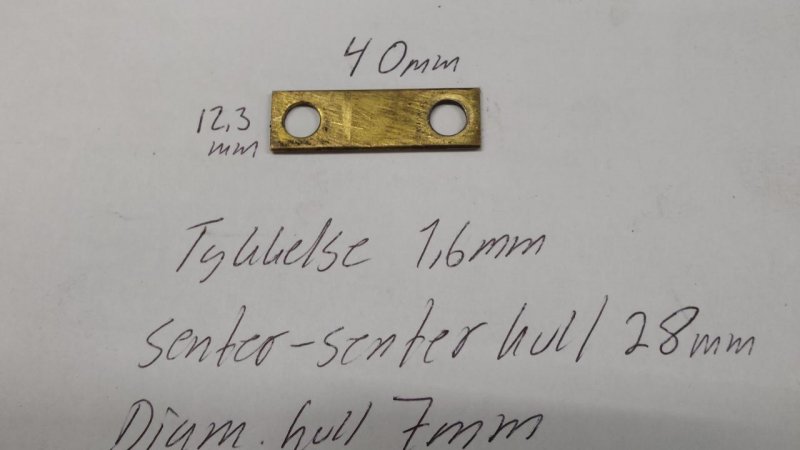 40mm
12,3
mm
Tykkelse 1,6mm
senter-senter hull 28mm
Diam. hull 7mm